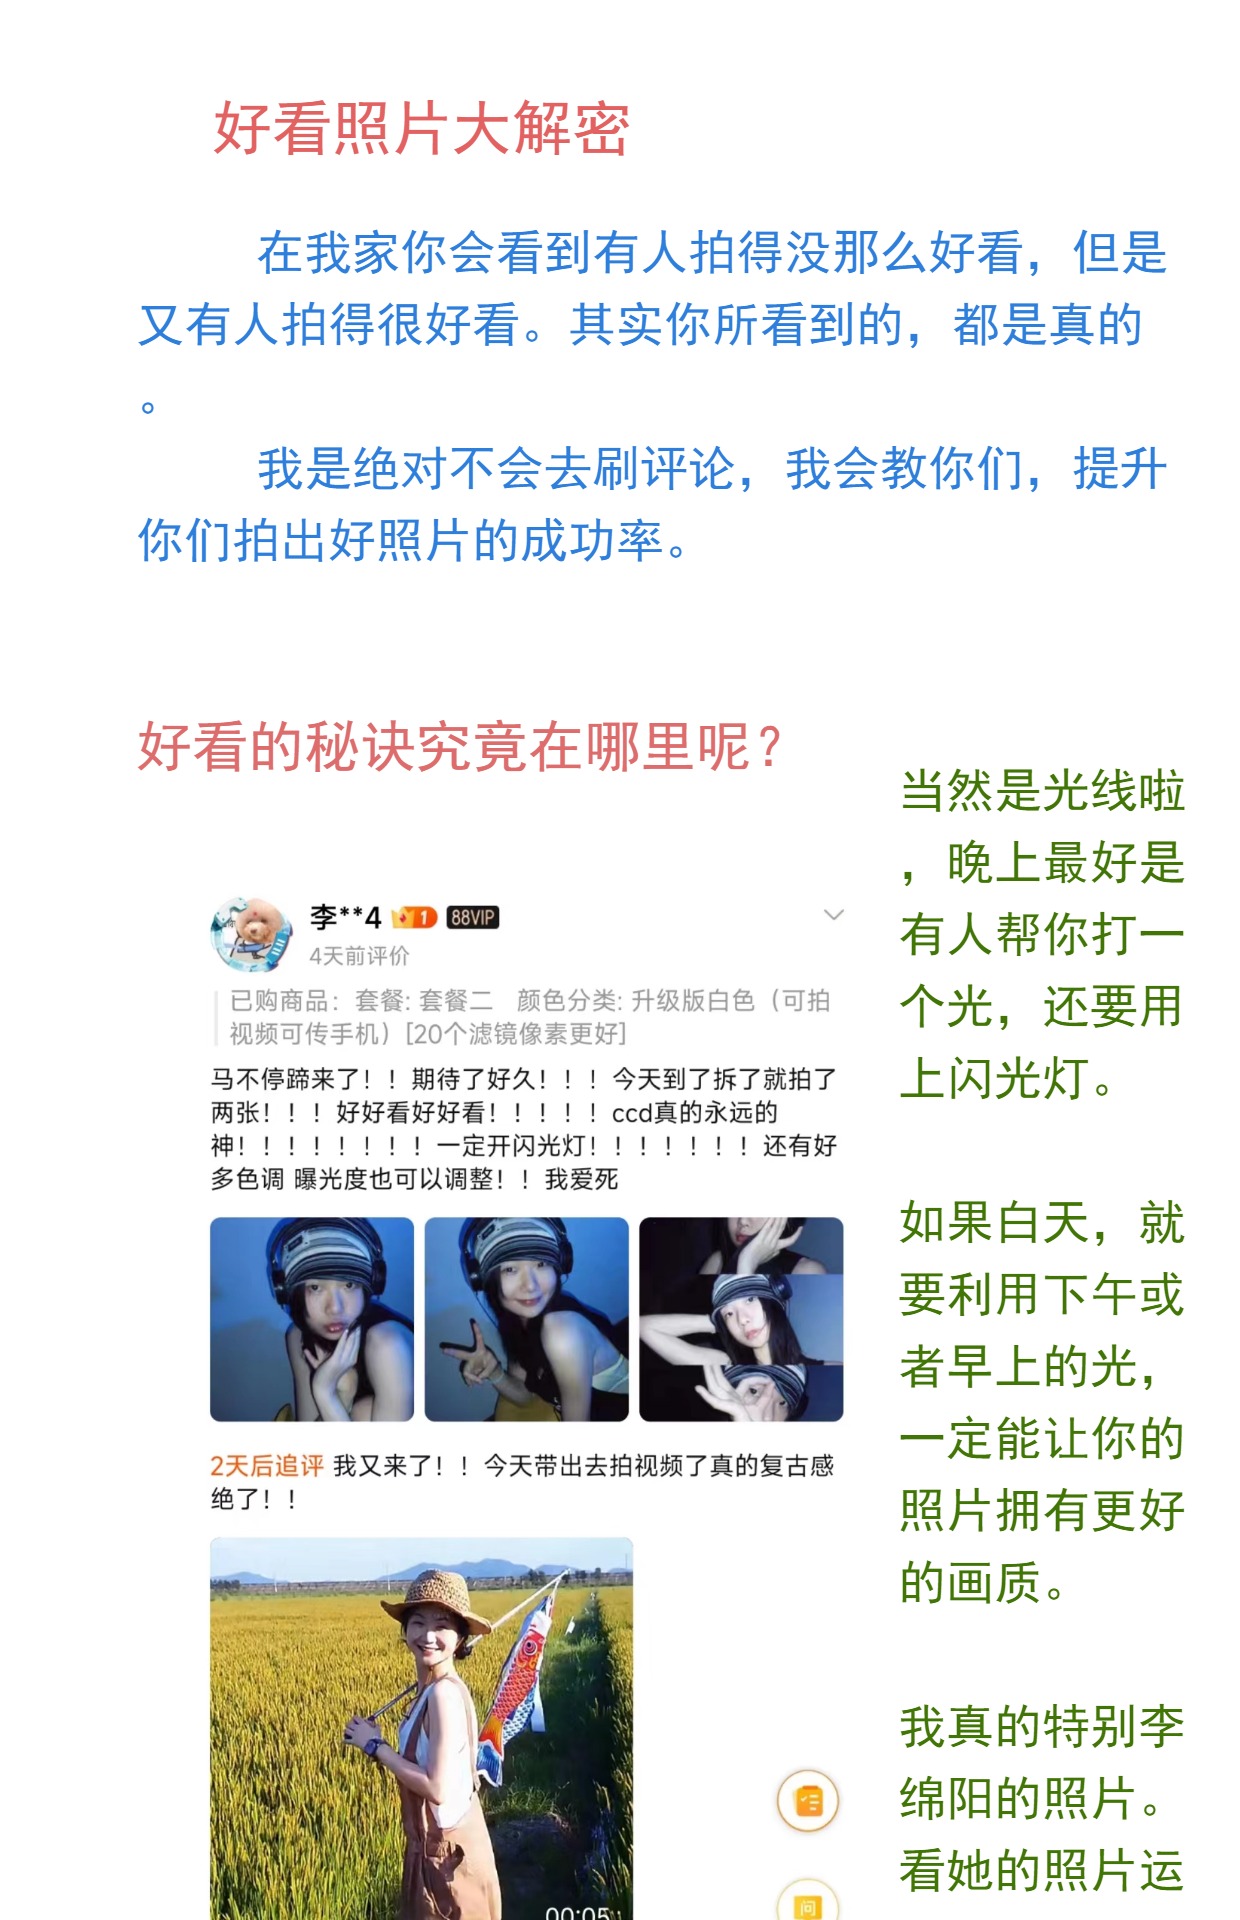 好看照片大解密
在我家你会看到有人拍得没那么好看，但是
又有人拍得很好看。其实你所看到的，都是真的
。
我是绝对不会去刷评论，我会教你们，提升
你们拍出好照片的成功率。
好看的秘诀究竟在哪里呢？
李**4 1 88VIP
4天前评价
已购商品：套餐: 套餐二 颜色分类: 升级版白色（可拍
视频可传手机）[20个滤镜像素更好]
马不停蹄来了！！期待了好久！！！今天到了拆了就拍了
两张！！！好好看好好看！！！！！ccd真的永远的
神！！！！！！！！一定开闪光灯！！！！！！！还有好
多色调 曝光度也可以调整！！我爱死
2天后追评 我又来了！！今天带出去拍视频了真的复古感
绝了！！
00:05
问
当然是光线啦
，晚上最好是
有人帮你打一
个光，还要用
上闪光灯。
如果白天，就
要利用下午或
者早上的光，
一定能让你的
照片拥有更好
的画质。
我真的特别李
绵阳的照片。
看她的照片运